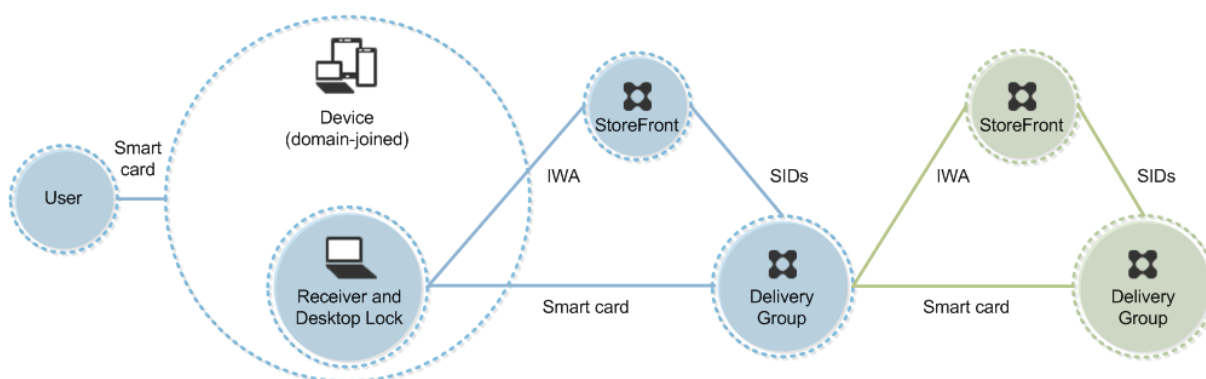 Device
(domain-joined)
Smart
card
User
Receiver and
Desktop Lock
IWA
StoreFront
SIDs
Smart card
Delivery
Group
IWA
StoreFront
SIDs
Smart card
Delivery
Group